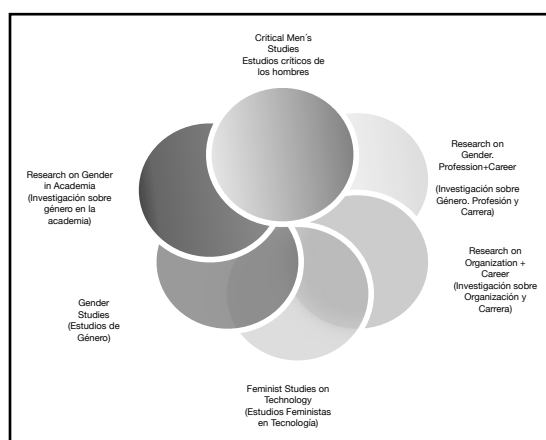 Critical Men´s
Studies
Estudios críticos de
los hombres
Research on
Gender.
Profession+Career
(Investigación sobre
Género. Profesión y
Carrera)
Research on Gender
in Academia
(Investigación sobre
género en la
academia)
Research on
Organization +
Career
(Investigación sobre
Organización y
Carrera)
Gender
Studies
(Estudios de
Género)
Feminist Studies on
Technology
(Estudios Feministas
en Tecnología)